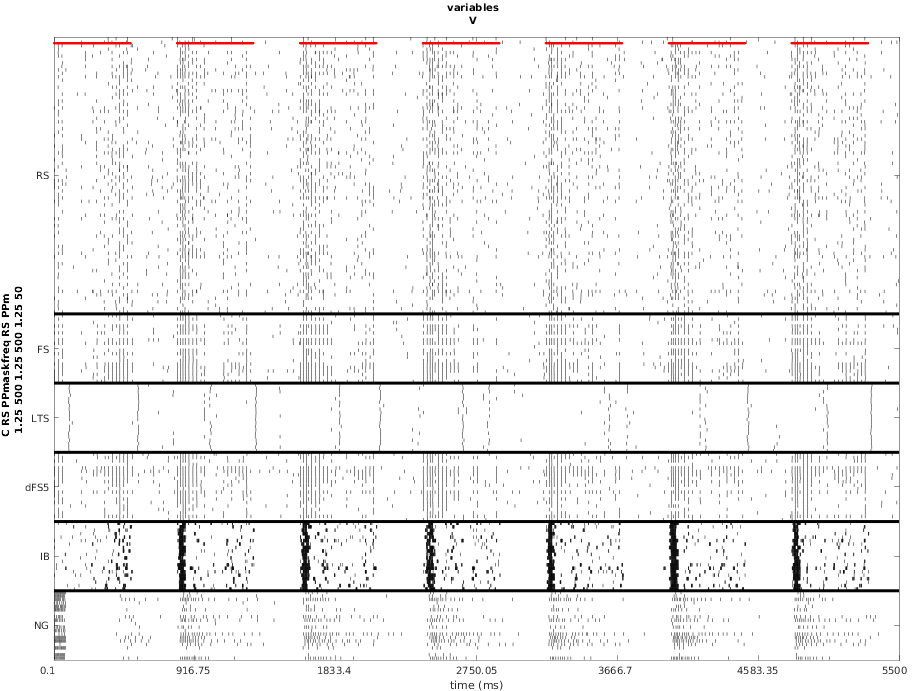 variables
V
C RS PPmaskfreq RS PPm
1.25 500 1.25 500 1.25 50
RS
FS
LTS
dFS5
IB
NG
0.1 916.75 1833.4 2750.05 3666.7 4583.35 5500
time (ms)